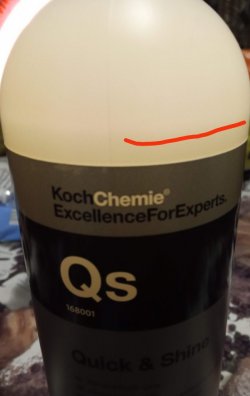 KochChemie®
ExcellenceForExperts.
Qs
168001
Quick & Shine